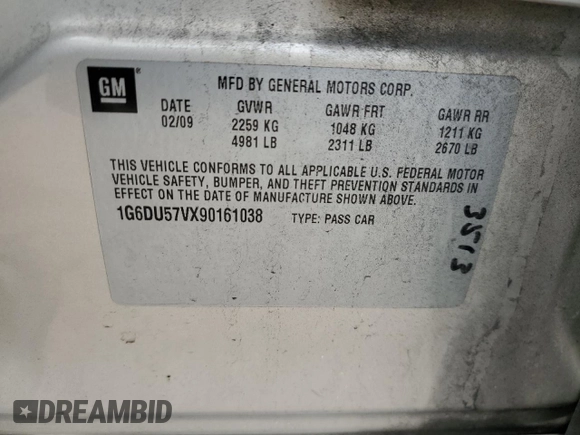 GM
MFD BY GENERAL MOTORS CORP.
DATE GVWR GAWR FRT GAWR RR
02/09 2259 KG 1048 KG 1211 KG
4981 LB 2311 LB 2670 LB
THIS VEHICLE CONFORMS TO ALL APPLICABLE U.S. FEDERAL MOTOR
VEHICLE SAFETY, BUMPER, AND THEFT PREVENTION STANDARDS IN
EFFECT ON THE DATE OF MANUFACTURE SHOWN ABOVE.
1G6DU57VX90161038 TYPE: PASS CAR
3513
DREAMBID